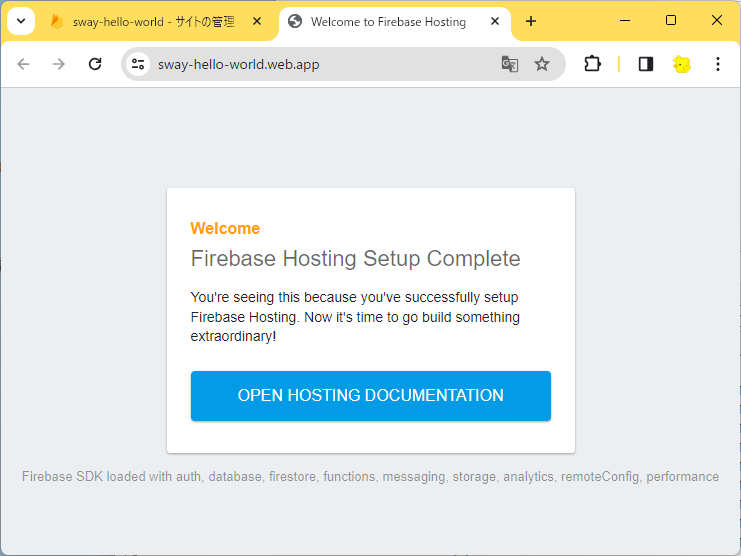 sway-hello-world - サイトの管理
Welcome to Firebase Hosting
sway-hello-world.web.app
Welcome
Firebase Hosting Setup Complete
You're seeing this because you've successfully setup
Firebase Hosting. Now it's time to go build something
extraordinary!
OPEN HOSTING DOCUMENTATION
Firebase SDK loaded with auth, database, firestore, functions, messaging, storage, analytics, remoteConfig, performance